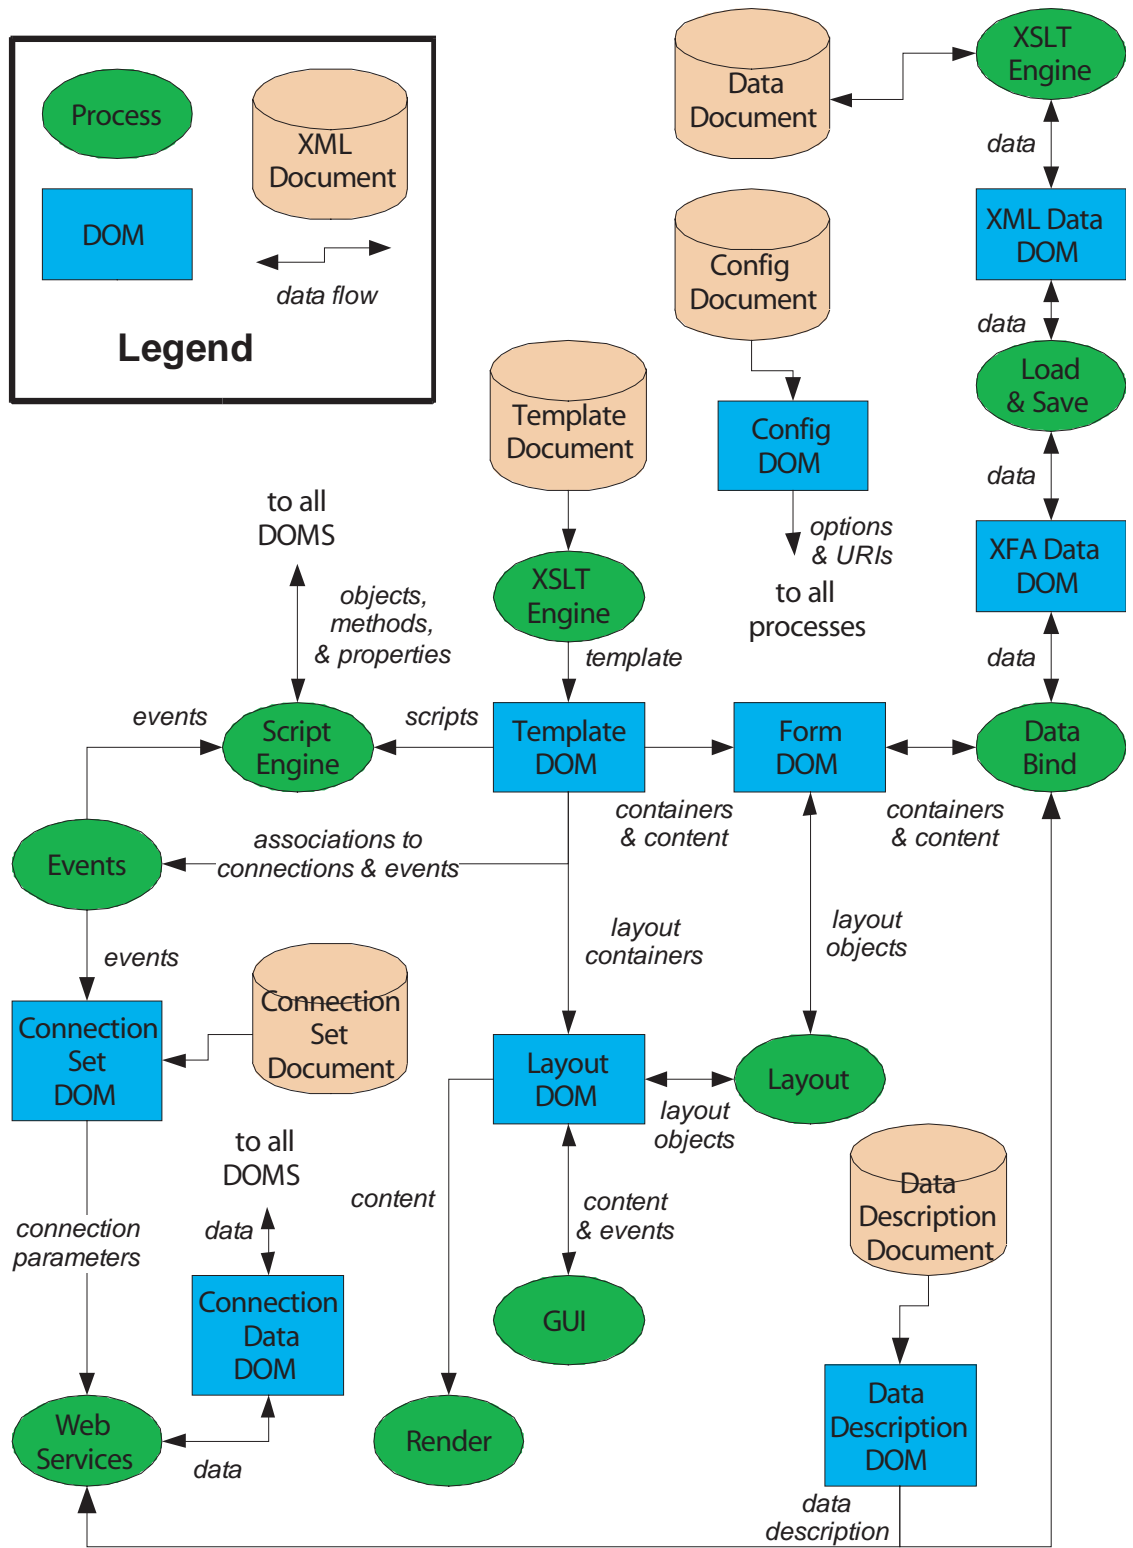 Process
XML
Document
DOM
data flow
Legend
Data
Document
XSLT
Engine
data
XML Data
DOM
data
Load
& Save
data
XFA Data
DOM
data
Config
Document
Config
DOM
options
& URIs
to all
processes
Template
Document
XSLT
Engine
template
to all
DOMS
objects,
methods,
& properties
events
Script
Engine
scripts
Template
DOM
Form
DOM
Data
Bind
containers
& content
containers
& content
associations to
connections & events
Events
events
layout
containers
layout
objects
Connection
Set
DOM
Connection
Set
Document
Layout
DOM
Layout
layout
objects
to all
DOMS
data
connection
parameters
content
content
& events
Data
Description
Document
Connection
Data
DOM
GUI
Data
Description
DOM
Web
Services
data
Render
data
description